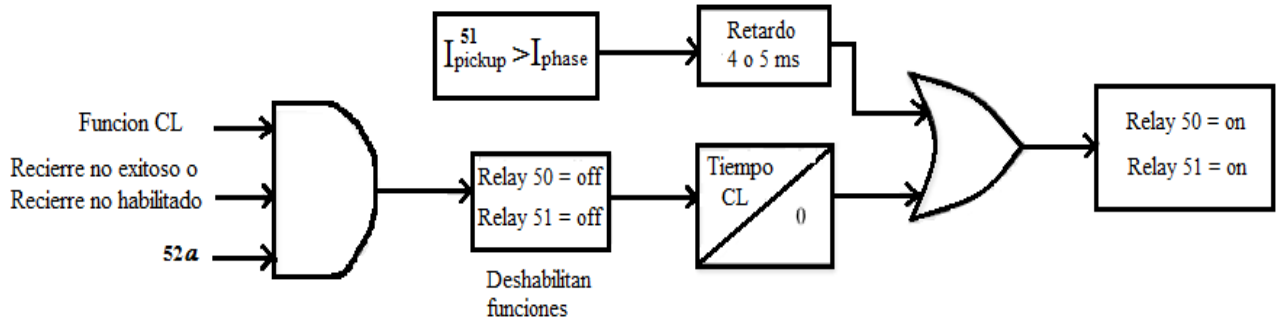 51
Ipickup >Iphase
Retardo
4 o 5 ms
Funcion CL
Recierre no exitoso o
Recierre no habilitado
52a
Relay 50 = off
Relay 51 = off
Deshabilitan
funciones
Tiempo
CL
0
Relay 50 = on
Relay 51 = on